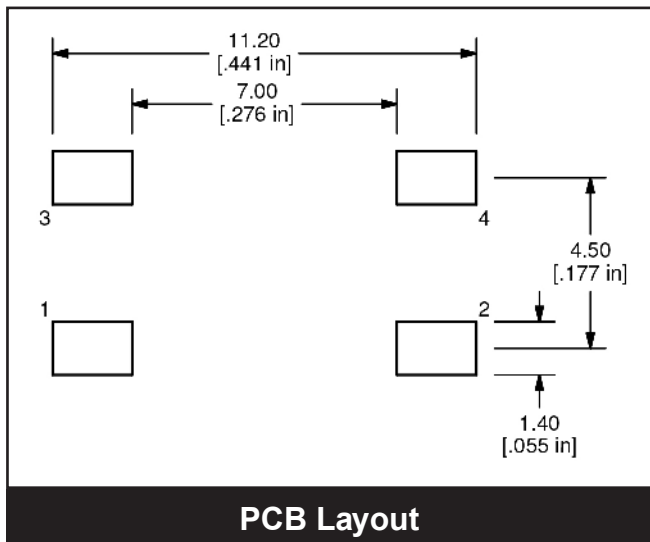 11.20
[.441 in]
7.00
[.276 in]
3
4
4.50
[.177 in]
1
2
1.40
[.055 in]
PCB Layout